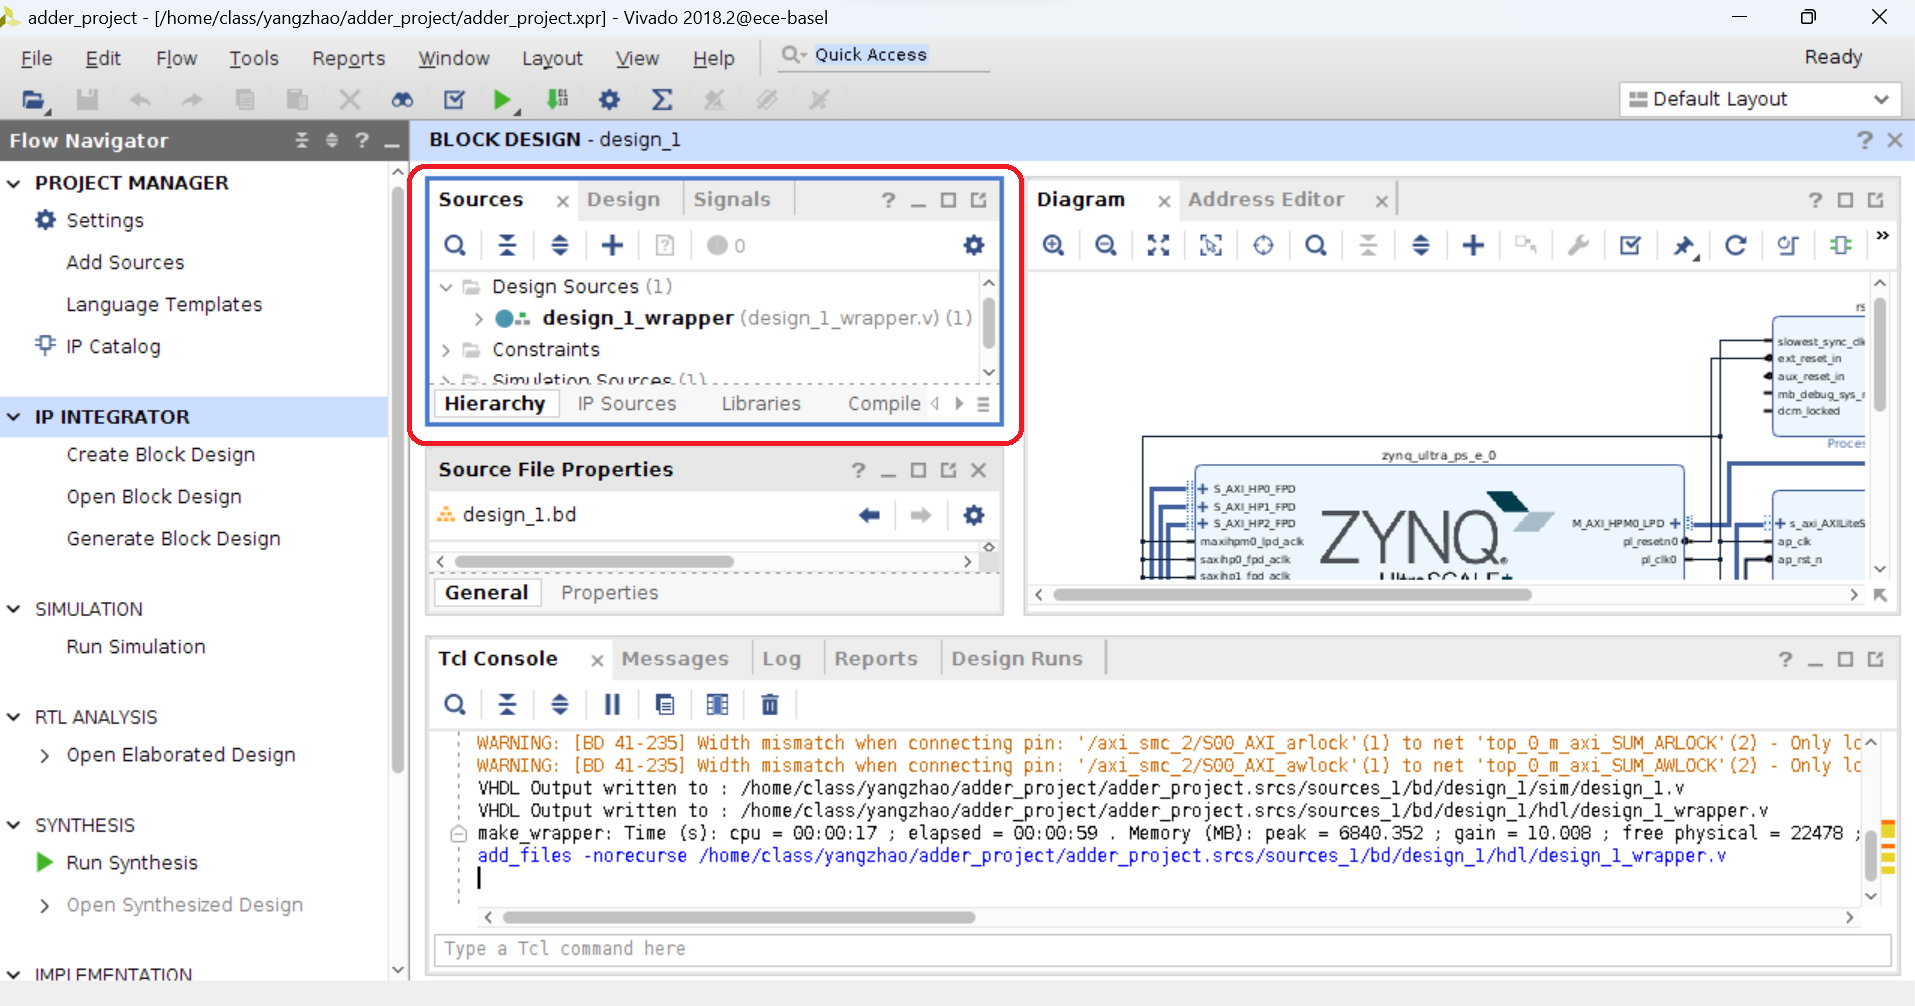 adder_project - [/home/class/yangzhao/adder_project/adder_project.xpr] - Vivado 2018.2@ece-basel
File Edit Flow Tools Reports Window Layout View Help Quick Access Ready
Default Layout
Flow Navigator
PROJECT MANAGER
Settings
Add Sources
Language Templates
IP Catalog
IP INTEGRATOR
Create Block Design
Open Block Design
Generate Block Design
SIMULATION
Run Simulation
RTL ANALYSIS
Open Elaborated Design
SYNTHESIS
Run Synthesis
Open Synthesized Design
IMPLEMENTATION
BLOCK DESIGN - design_1
Sources Design Signals
0
Design Sources (1)
design_1_wrapper (design_1_wrapper.v) (1)
Constraints
Simulation Sources (1)
Hierarchy IP Sources Libraries Compile
Source File Properties
design_1.bd
General Properties
Diagram Address Editor
rs
slowest_sync_clk
ext_reset_in
aux_reset_in
mb_debug_sys_r
dcm_locked
Proces
zynq_ultra_ps_e_0
S_AXI_HP0_FPD
S_AXI_HP1_FPD
S_AXI_HP2_FPD
maxihpm0_lpd_aclk
saxihp0_fpd_aclk
saxihp1_fpd_aclk
ZYNQ
UltraSCALE+
M_AXI_HPM0_LPD
pl_resetn0
pl_clk0
s_axi_AXILiteS
ap_clk
ap_rst_n
Tcl Console Messages Log Reports Design Runs
WARNING: [BD 41-235] Width mismatch when connecting pin: '/axi_smc_2/S00_AXI_arlock'(1) to net 'top_0_m_axi_SUM_ARLOCK'(2) - Only lo
WARNING: [BD 41-235] Width mismatch when connecting pin: '/axi_smc_2/S00_AXI_awlock'(1) to net 'top_0_m_axi_SUM_AWLOCK'(2) - Only lo
VHDL Output written to : /home/class/yangzhao/adder_project/adder_project.srcs/sources_1/bd/design_1/sim/design_1.v
VHDL Output written to : /home/class/yangzhao/adder_project/adder_project.srcs/sources_1/bd/design_1/hdl/design_1_wrapper.v
make_wrapper: Time (s): cpu = 00:00:17 ; elapsed = 00:00:59 . Memory (MB): peak = 6840.352 ; gain = 10.008 ; free physical = 22478 ;
add_files -norecurse /home/class/yangzhao/adder_project/adder_project.srcs/sources_1/bd/design_1/hdl/design_1_wrapper.v
Type a Tcl command here